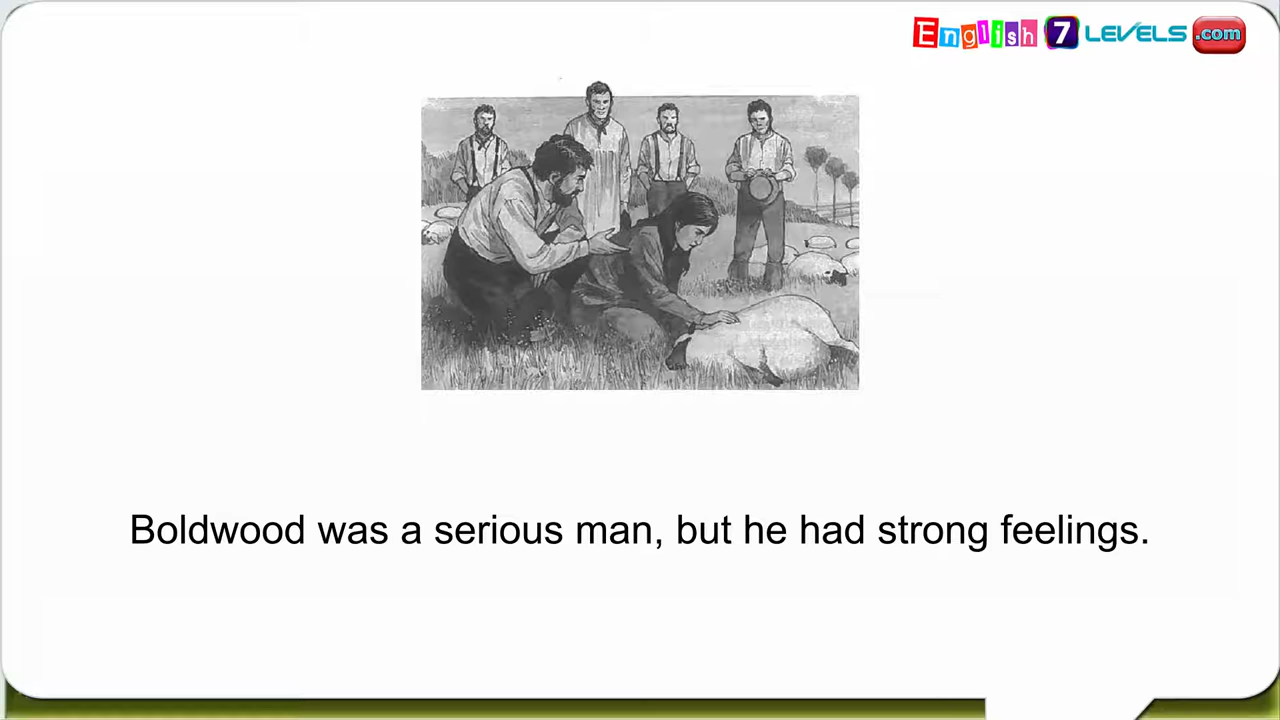 English 7 LEVELS .com
Boldwood was a serious man, but he had strong feelings.